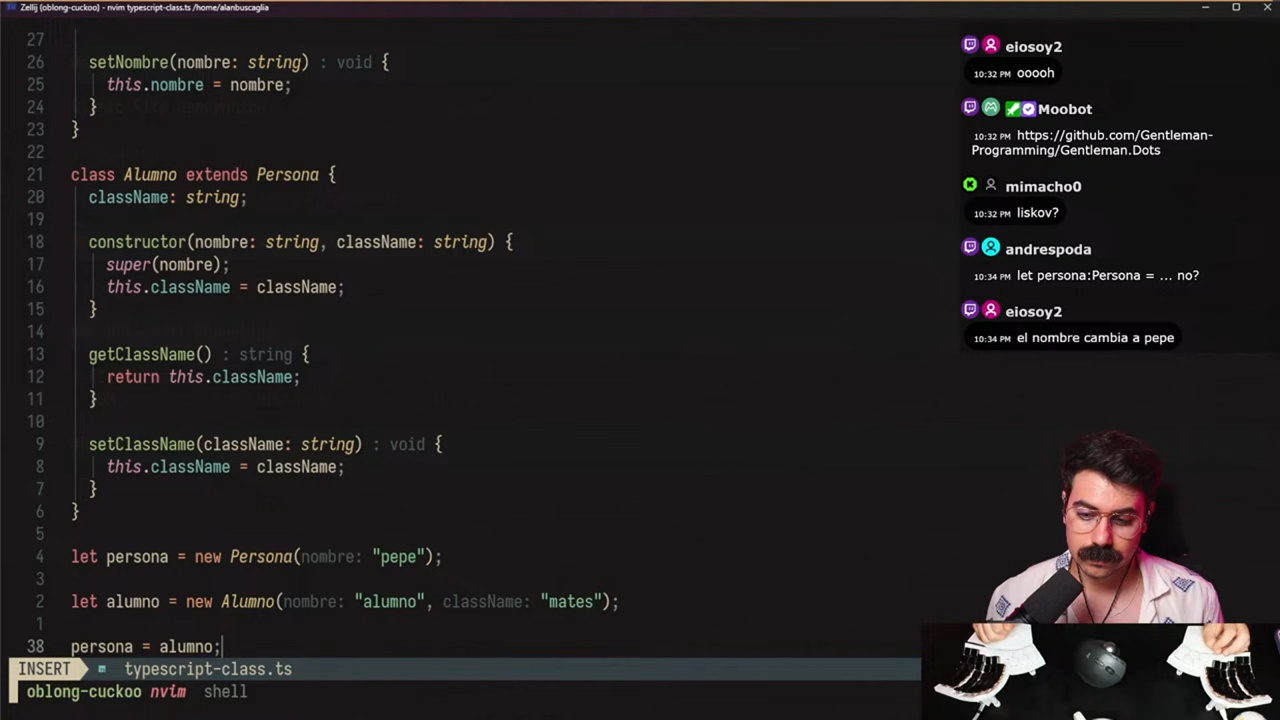 Zellij (oblong-cuckoo) - nvim typescript-class.ts /home/alanbuscaglia
27
26 setNombre(nombre: string) : void {
25 this.nombre = nombre;
24 }
23 }
22
21 class Alumno extends Persona {
20 className: string;
19
18 constructor(nombre: string, className: string) {
17 super(nombre);
16 this.className = className;
15 }
14
13 getClassName() : string {
12 return this.className;
11 }
10
9 setClassName(className: string) : void {
8 this.className = className;
7 }
6 }
5
4 let persona = new Persona(nombre: "pepe");
3
2 let alumno = new Alumno(nombre: "alumno", className: "mates");
1
38 persona = alumno;
INSERT typescript-class.ts
oblong-cuckoo nvim shell
eiosoy2
10:32 PM ooooh
Moobot
10:32 PM https://github.com/Gentleman-
Programming/Gentleman.Dots
mimacho0
10:32 PM liskov?
andrespoda
10:34 PM let persona:Persona = ... no?
eiosoy2
10:34 PM el nombre cambia a pepe